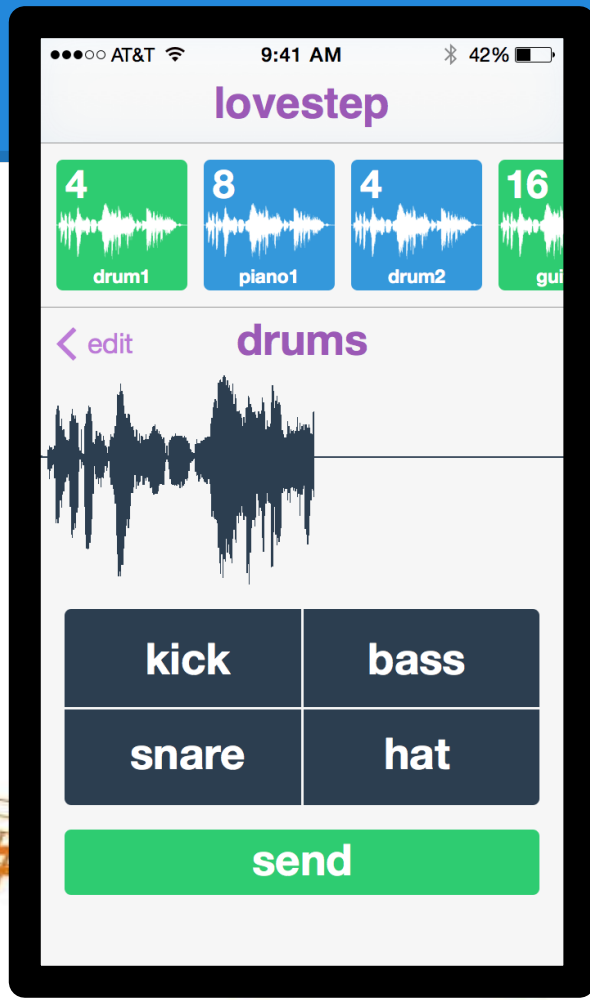 AT&T 9:41 AM 42%
lovestep
4 8 4 16
drum1 piano1 drum2 gui
edit drums
kick bass
snare hat
send